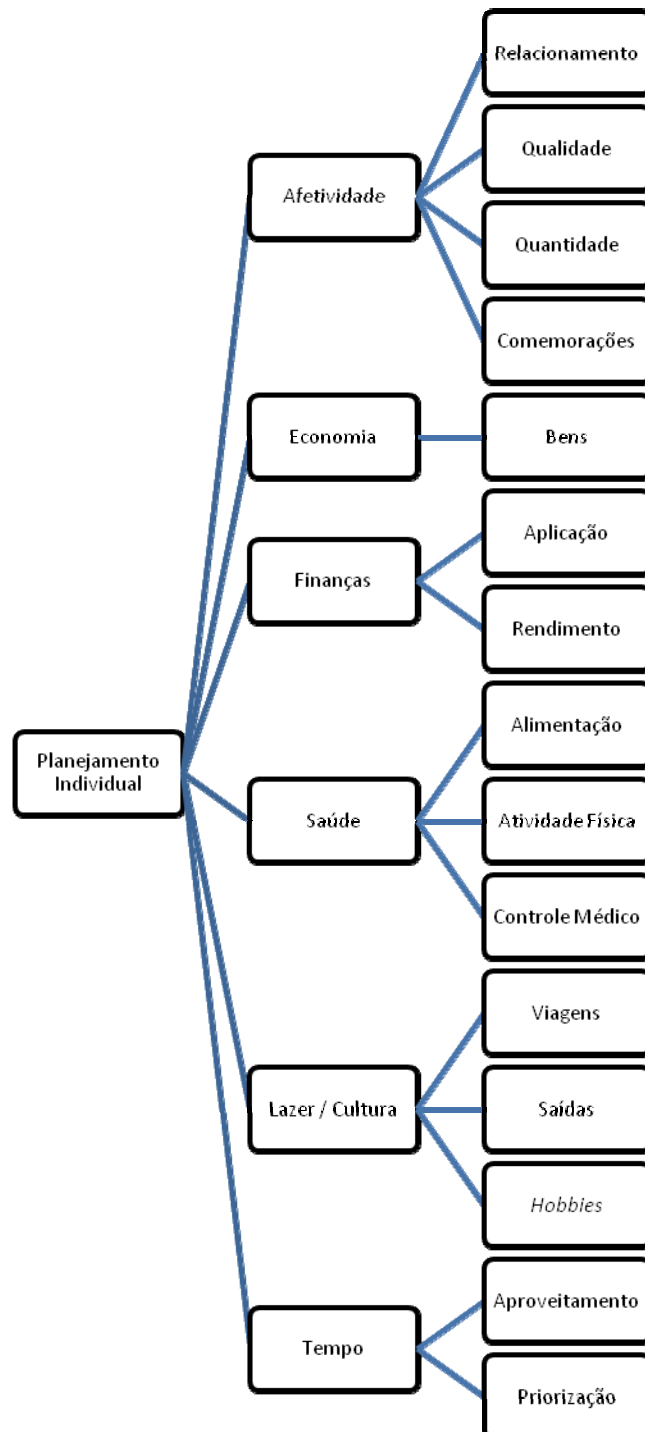 Relacionamento
Qualidade
Afetividade
Quantidade
Comemorações
Economia
Bens
Aplicação
Finanças
Rendimento
Alimentação
Planejamento
Individual
Saúde
Atividade Física
Controle Médico
Viagens
Lazer / Cultura
Saídas
Hobbies
Aproveitamento
Tempo
Priorização